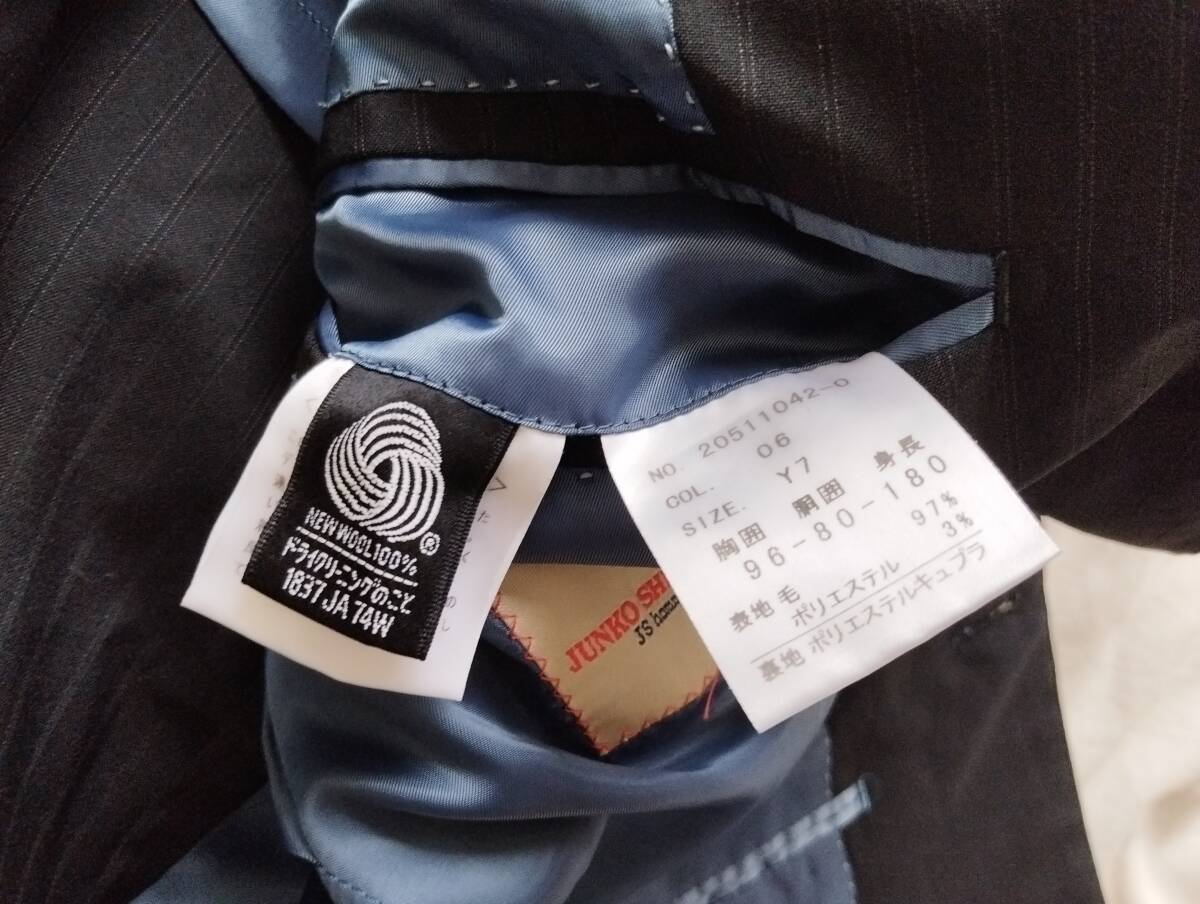 NEW WOOL 100%
®
ドライクリーニングのこと
1837 JA 74W
NO. 20511042-0
COL. 06
SIZE. Y7
胸囲 胴囲 身長
96-80-180
表地 毛 97%
ポリエステル 3%
裏地 ポリエステル キュプラ
JUNKO